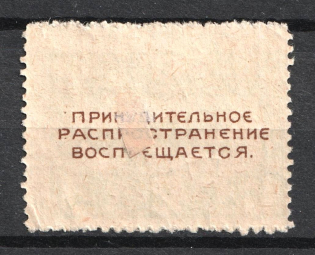 ПРИНУДИТЕЛЬНОЕ
РАСПРОСТРАНЕНИЕ
ВОСПРЕЩАЕТСЯ.